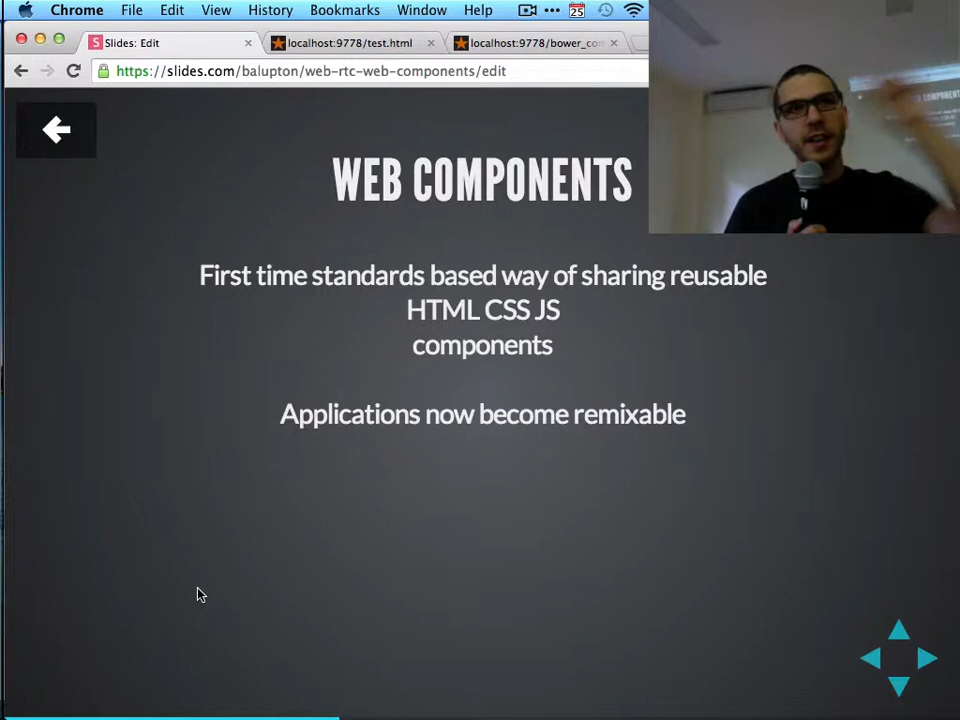 Chrome File Edit View History Bookmarks Window Help 25
S Slides: Edit
localhost:9778/test.html
localhost:9778/bower_com
https://slides.com/balupton/web-rtc-web-components/edit
WEB COMPONENTS
First time standards based way of sharing reusable
HTML CSS JS
components
Applications now become remixable